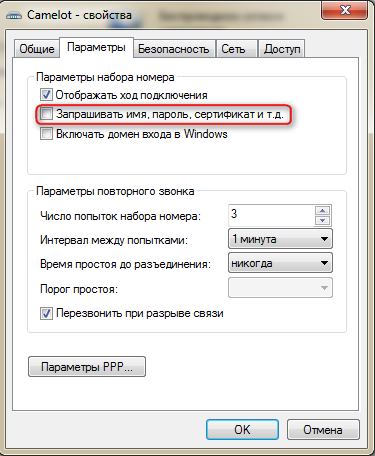 Camelot - свойства
Общие Параметры Безопасность Сеть Доступ
Параметры набора номера
Отображать ход подключения
Запрашивать имя, пароль, сертификат и т.д.
Включать домен входа в Windows
Параметры повторного звонка
Число попыток набора номера: 3
Интервал между попытками: 1 минута
Время простоя до разъединения: никогда
Порог простоя:
Перезвонить при разрыве связи
Параметры PPP...
OK Отмена